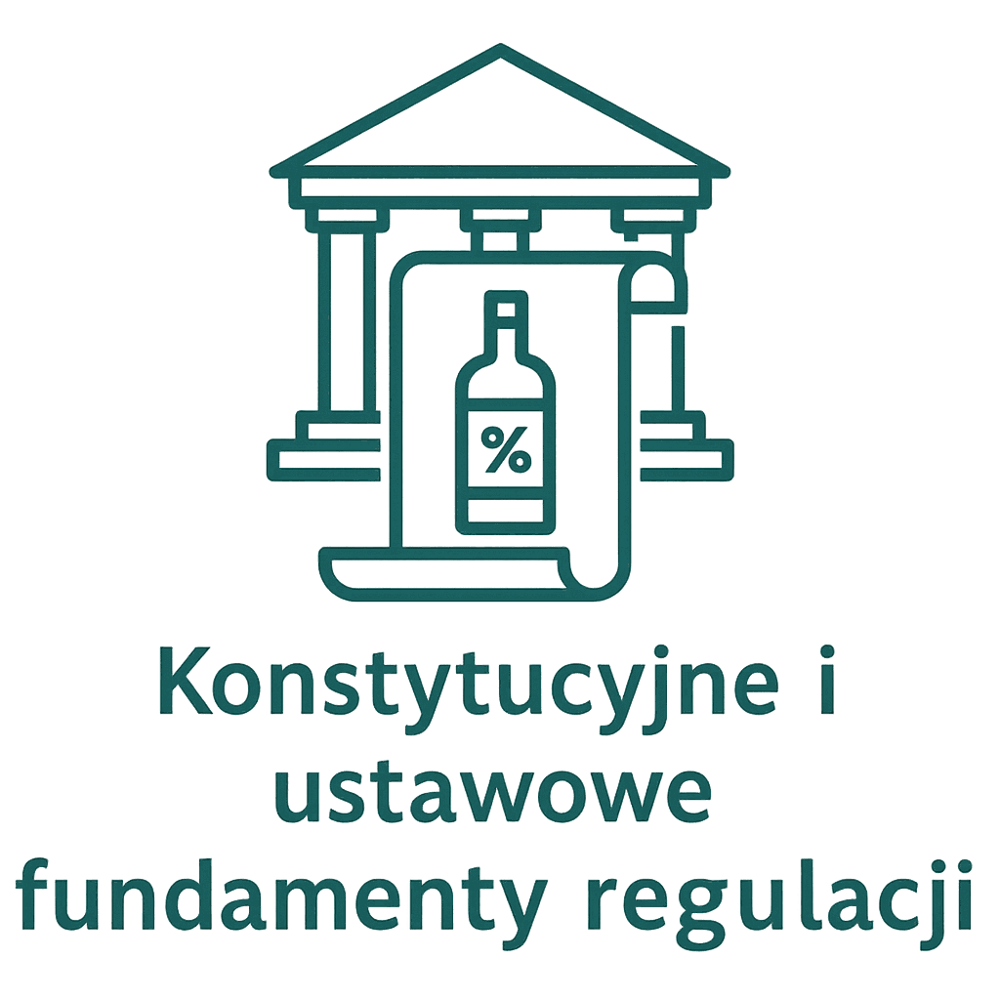 %
Konstytucyjne i
ustawowe
fundamenty regulacji